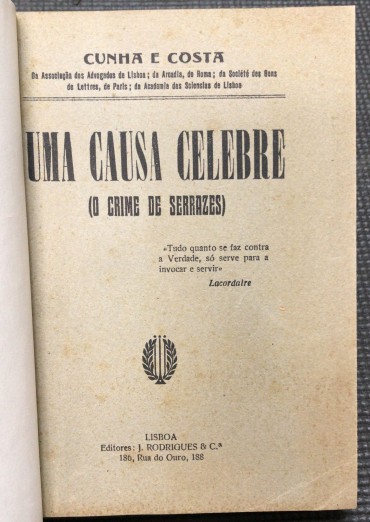 CUNHA E COSTA
Da Associação dos Advogados de Lisboa; da Arcadia, de Roma; da Société des Gens
de Lettres, de Paris; da Academia das Sciencias de Lisboa
UMA CAUSA CELEBRE
(O CRIME DE SERRAZES)
«Tudo quanto se faz contra
a Verdade, só serve para a
invocar e servir»
Lacordaire
LISBOA
Editores: J. RODRIGUES & C.ª
186, Rua do Ouro, 188